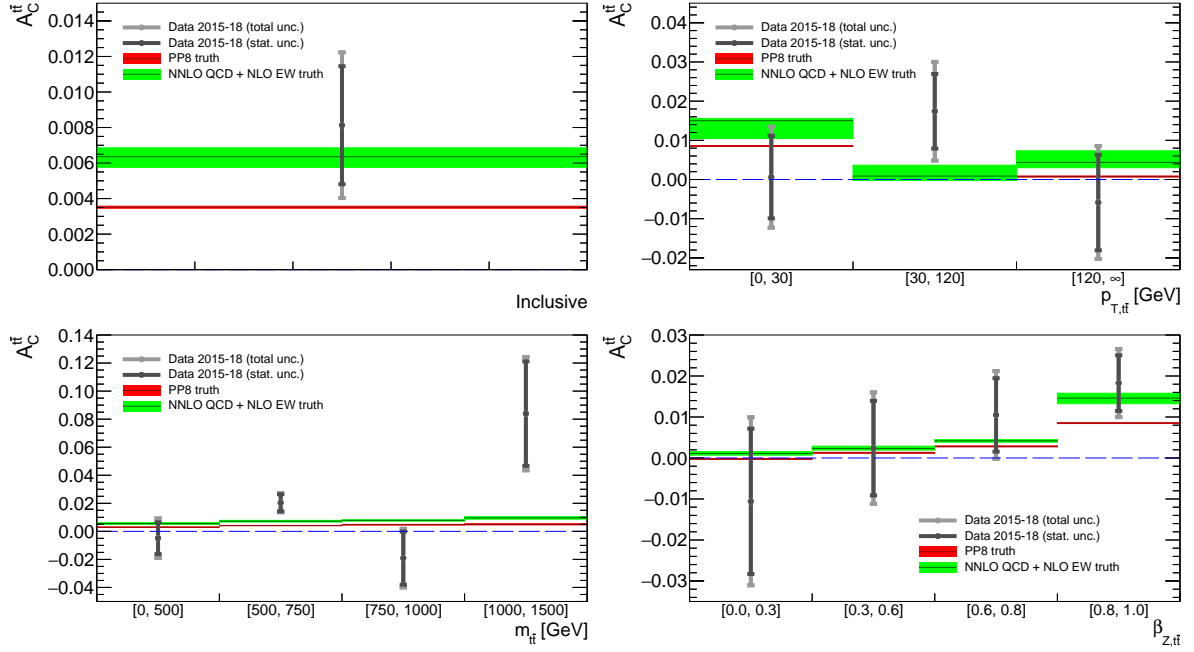 A_C^{tt̄}
Data 2015-18 (total unc.)
Data 2015-18 (stat. unc.)
PP8 truth
NNLO QCD + NLO EW truth
0.014
0.012
0.010
0.008
0.006
0.004
0.002
0.000
Inclusive
A_C^{tt̄}
Data 2015-18 (total unc.)
Data 2015-18 (stat. unc.)
PP8 truth
NNLO QCD + NLO EW truth
0.04
0.03
0.02
0.01
0.00
−0.01
−0.02
[0, 30] [30, 120] [120, ∞]
p_{T,tt̄} [GeV]
A_C^{tt̄}
0.14
0.12
0.10
0.08
0.06
0.04
0.02
0.00
−0.02
−0.04
Data 2015-18 (total unc.)
Data 2015-18 (stat. unc.)
PP8 truth
NNLO QCD + NLO EW truth
[0, 500] [500, 750] [750, 1000] [1000, 1500]
m_{tt̄} [GeV]
A_C^{tt̄}
0.03
0.02
0.01
0.00
−0.01
−0.02
−0.03
Data 2015-18 (total unc.)
Data 2015-18 (stat. unc.)
PP8 truth
NNLO QCD + NLO EW truth
[0.0, 0.3] [0.3, 0.6] [0.6, 0.8] [0.8, 1.0]
β_{Z,tt̄}